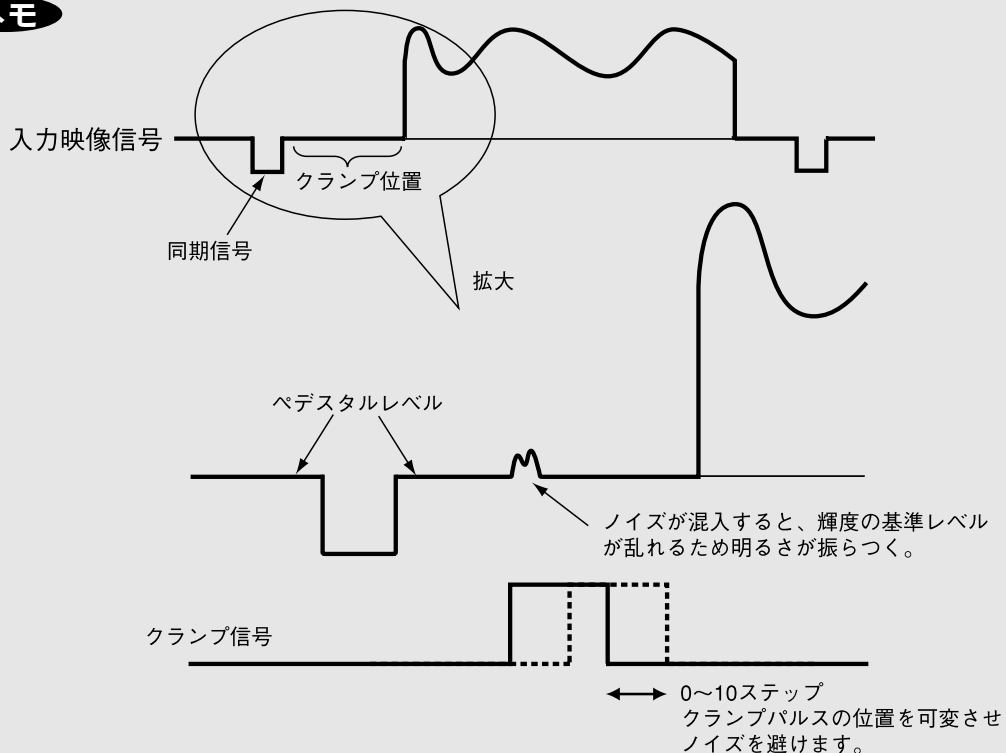 モ
入力映像信号
クランプ位置
同期信号
拡大
ペデスタルレベル
ノイズが混入すると、輝度の基準レベル
が乱れるため明るさが振らつく。
クランプ信号
0〜10ステップ
クランプパルスの位置を可変させ
ノイズを避けます。